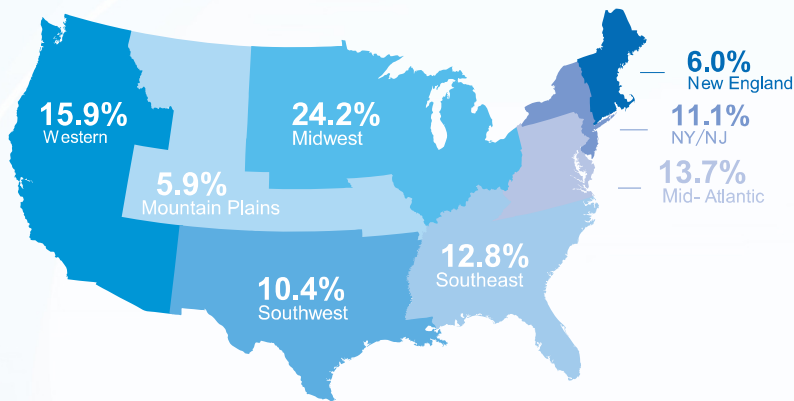 6.0%
New England
15.9%
Western
24.2%
Midwest
11.1%
NY/NJ
5.9%
Mountain Plains
13.7%
Mid- Atlantic
12.8%
Southeast
10.4%
Southwest